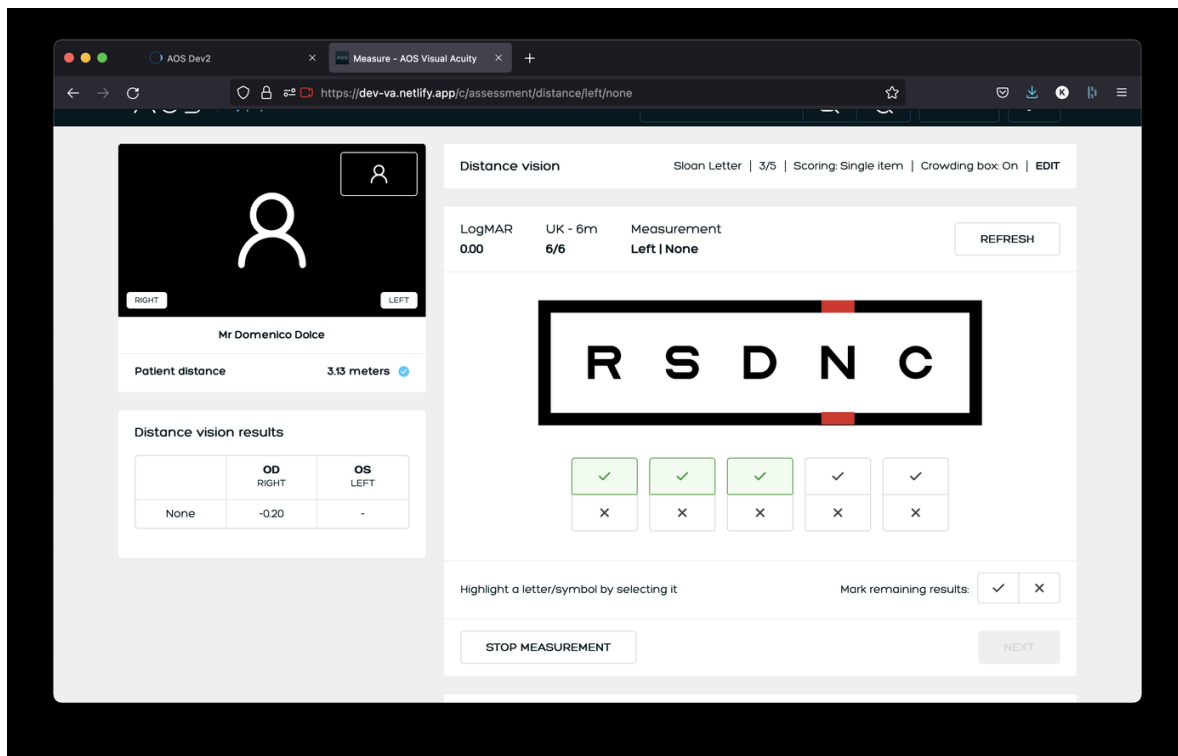 AOS Dev2
AOS Measure - AOS Visual Acuity
https://dev-va.netlify.app/c/assessment/distance/left/none
K
RIGHT
LEFT
Mr Domenico Dolce
Patient distance 3.13 meters
Distance vision results
OD OS
RIGHT LEFT
None -0.20 -
Distance vision Sloan Letter | 3/5 | Scoring: Single item | Crowding box: On | EDIT
LogMAR UK - 6m Measurement
0.00 6/6 Left | None
REFRESH
R S D N C
Highlight a letter/symbol by selecting it Mark remaining results:
STOP MEASUREMENT NEXT